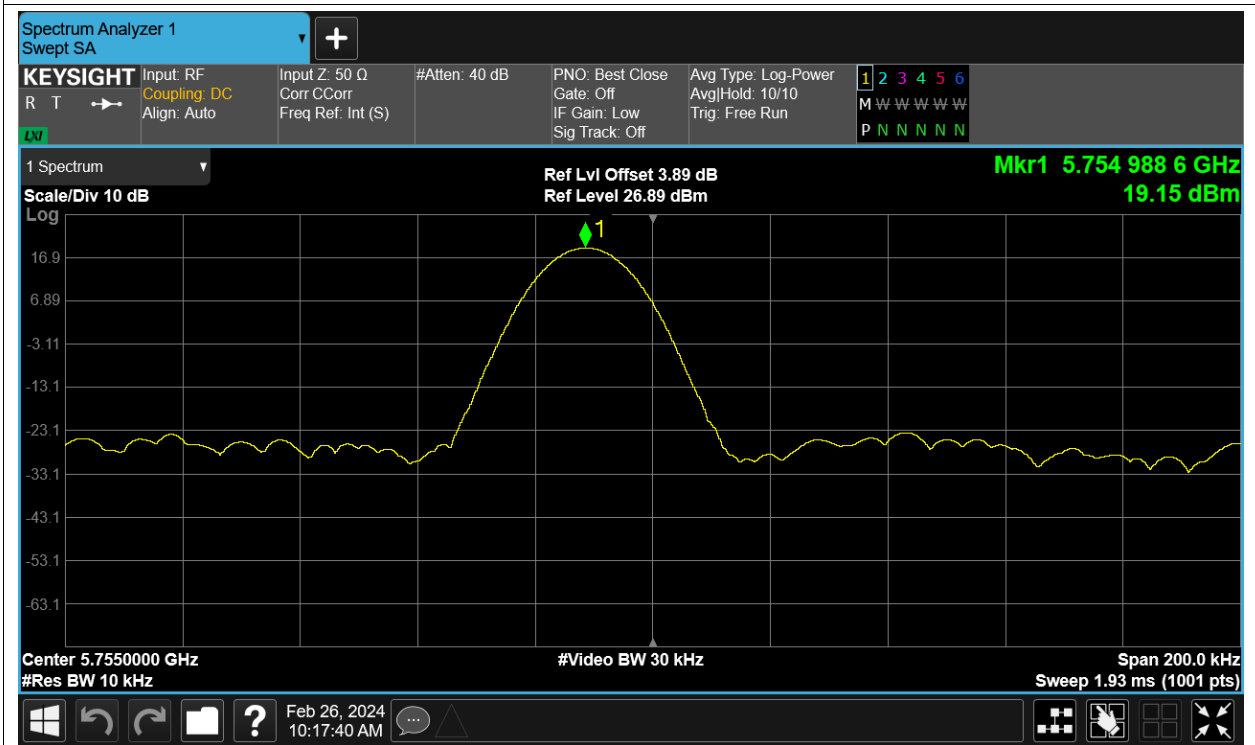 Spectrum Analyzer 1
Swept SA
KEYSIGHT
R T
LXI
Input: RF
Coupling: DC
Align: Auto
Input Z: 50 Ω
Corr CCorr
Freq Ref: Int (S)
#Atten: 40 dB
PNO: Best Close
Gate: Off
IF Gain: Low
Sig Track: Off
Avg Type: Log-Power
Avg|Hold: 10/10
Trig: Free Run
1 2 3 4 5 6
M W W W W W W
P N N N N N
1 Spectrum
Scale/Div 10 dB
Log
Ref Lvl Offset 3.89 dB
Ref Level 26.89 dBm
Mkr1 5.754 988 6 GHz
19.15 dBm
1
16.9
6.89
-3.11
-13.1
-23.1
-33.1
-43.1
-53.1
-63.1
Center 5.7550000 GHz
#Res BW 10 kHz
#Video BW 30 kHz
Span 200.0 kHz
Sweep 1.93 ms (1001 pts)
?
Feb 26, 2024
10:17:40 AM